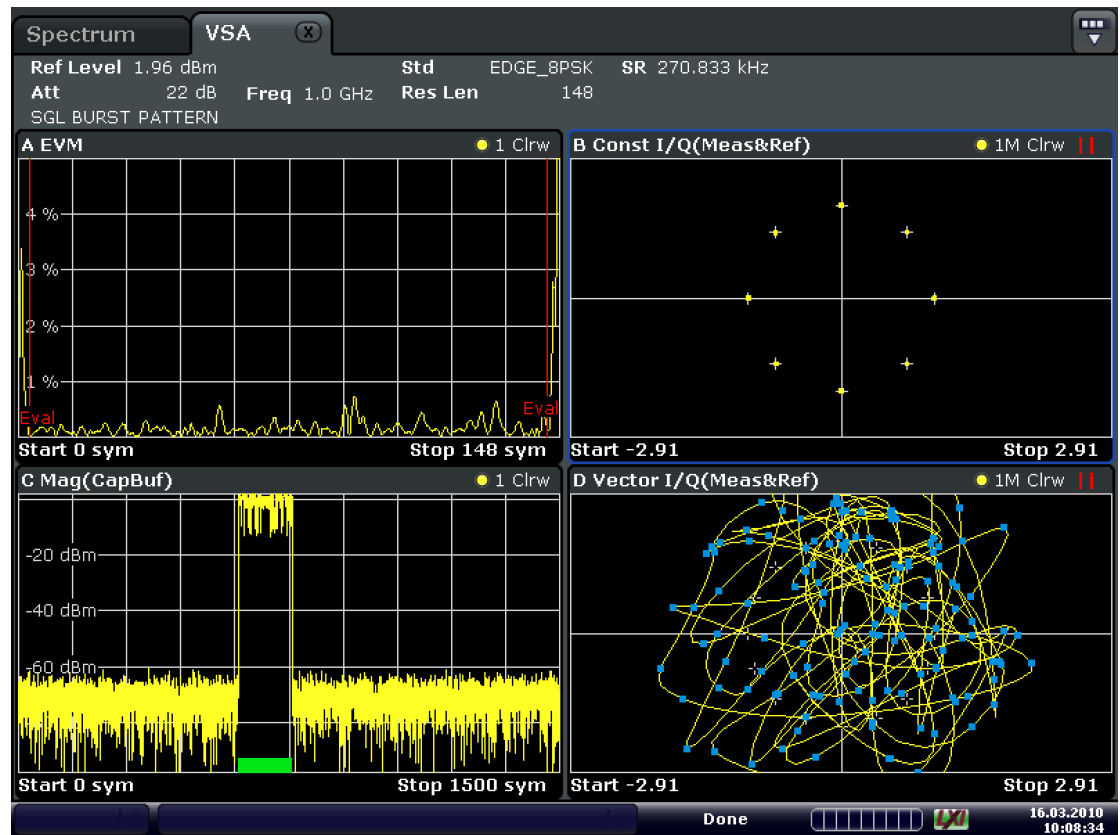 Spectrum VSA X
Ref Level 1.96 dBm Std EDGE_8PSK SR 270.833 kHz
Att 22 dB Freq 1.0 GHz Res Len 148
SGL BURST PATTERN
A EVM 1 Clrw
4 %
3 %
2 %
1 %
Eval Eval
Start 0 sym Stop 148 sym
B Const I/Q(Meas&Ref) 1M Clrw
Start -2.91 Stop 2.91
C Mag(CapBuf) 1 Clrw
-20 dBm
-40 dBm
-60 dBm
Start 0 sym Stop 1500 sym
D Vector I/Q(Meas&Ref) 1M Clrw
Start -2.91 Stop 2.91
Done LXI 16.03.2010
10:08:34